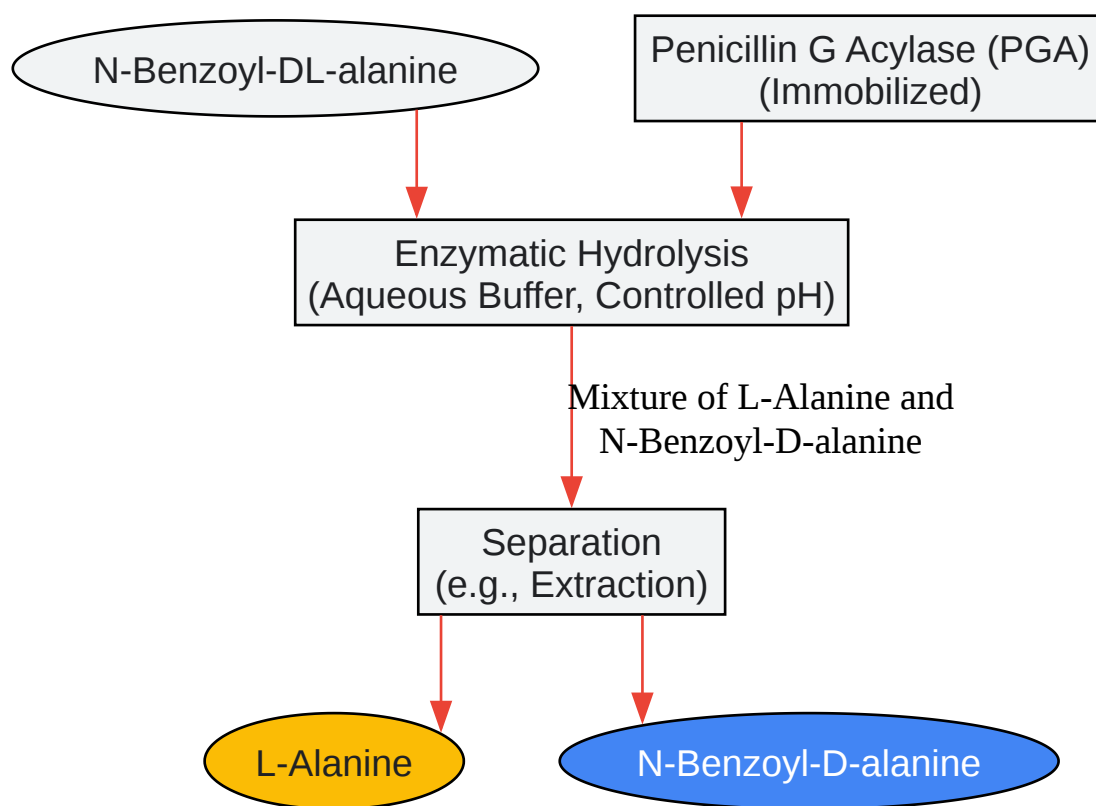 N-Benzoyl-DL-alanine
Penicillin G Acylase (PGA)
(Immobilized)
Enzymatic Hydrolysis
(Aqueous Buffer, Controlled pH)
Mixture of L-Alanine and
N-Benzoyl-D-alanine
Separation
(e.g., Extraction)
L-Alanine
N-Benzoyl-D-alanine